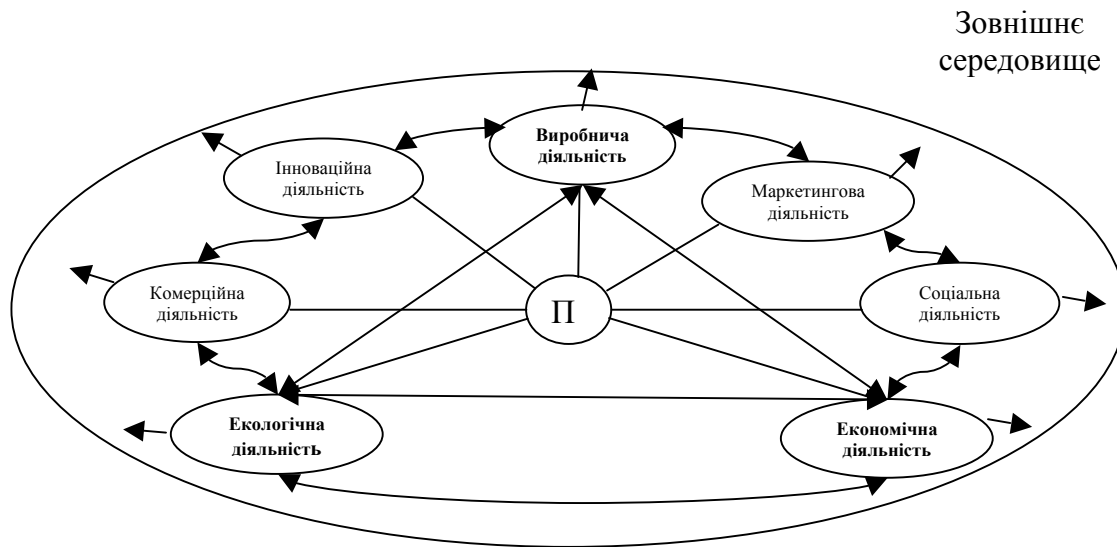 Зовнішнє
середовище
Виробнича
діяльність
Інноваційна
діяльність
Маркетингова
діяльність
Комерційна
діяльність
П
Соціальна
діяльність
Екологічна
діяльність
Економічна
діяльність